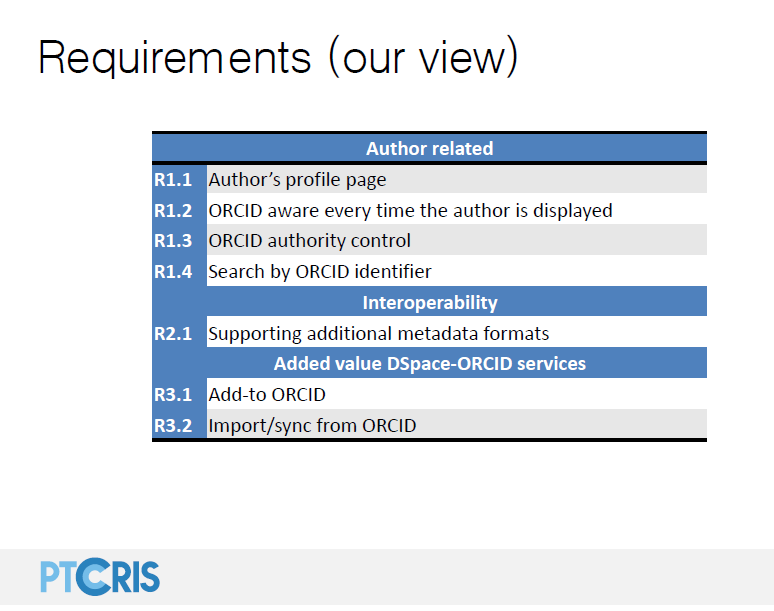 Requirements (our view)
Author related
R1.1 Author’s profile page
R1.2 ORCID aware every time the author is displayed
R1.3 ORCID authority control
R1.4 Search by ORCID identifier
Interoperability
R2.1 Supporting additional metadata formats
Added value DSpace-ORCID services
R3.1 Add-to ORCID
R3.2 Import/sync from ORCID
PTCRIS